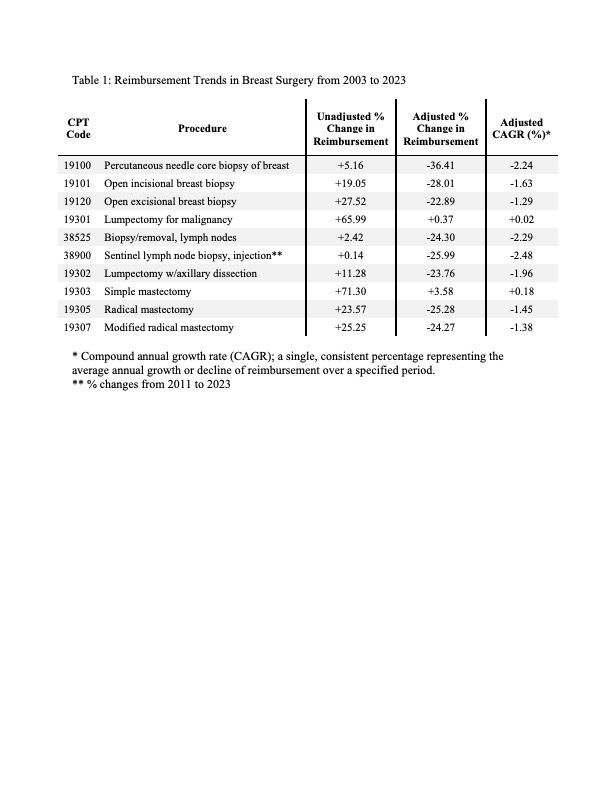 Table 1: Reimbursement Trends in Breast Surgery from 2003 to 2023
CPT Code Procedure Unadjusted % Change in Reimbursement Adjusted % Change in Reimbursement Adjusted CAGR (%)*
19100 Percutaneous needle core biopsy of breast +5.16 -36.41 -2.24
19101 Open incisional breast biopsy +19.05 -28.01 -1.63
19120 Open excisional breast biopsy +27.52 -22.89 -1.29
19301 Lumpectomy for malignancy +65.99 +0.37 +0.02
38525 Biopsy/removal, lymph nodes +2.42 -24.30 -2.29
38900 Sentinel lymph node biopsy, injection** +0.14 -25.99 -2.48
19302 Lumpectomy w/axillary dissection +11.28 -23.76 -1.96
19303 Simple mastectomy +71.30 +3.58 +0.18
19305 Radical mastectomy +23.57 -25.28 -1.45
19307 Modified radical mastectomy +25.25 -24.27 -1.38
* Compound annual growth rate (CAGR); a single, consistent percentage representing the
average annual growth or decline of reimbursement over a specified period.
** % changes from 2011 to 2023